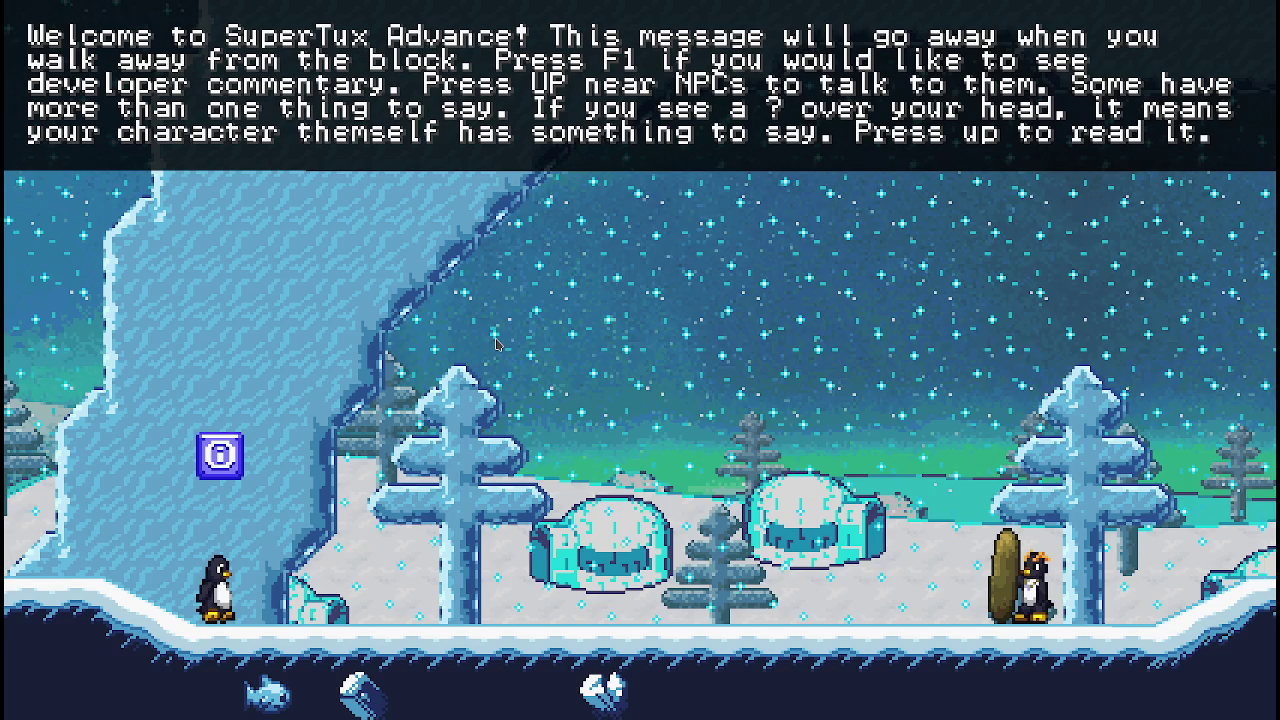 Welcome to SuperTux Advance! This message will go away when you
walk away from the block. Press F1 if you would like to see
developer commentary. Press UP near NPCs to talk to them. Some have
more than one thing to say. If you see a ? over your head, it means
your character themself has something to say. Press up to read it.